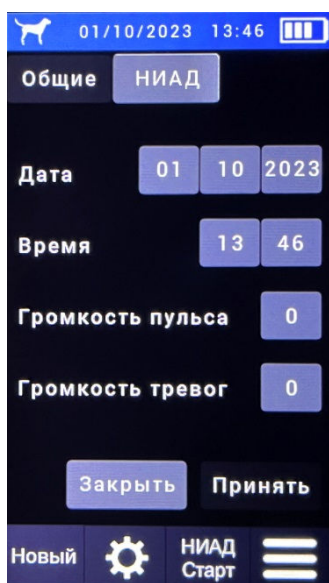 01/10/2023 13:46
Общие НИАД
Дата 01 10 2023
Время 13 46
Громкость пульса 0
Громкость тревог 0
Закрыть Принять
Новый НИАД
Старт